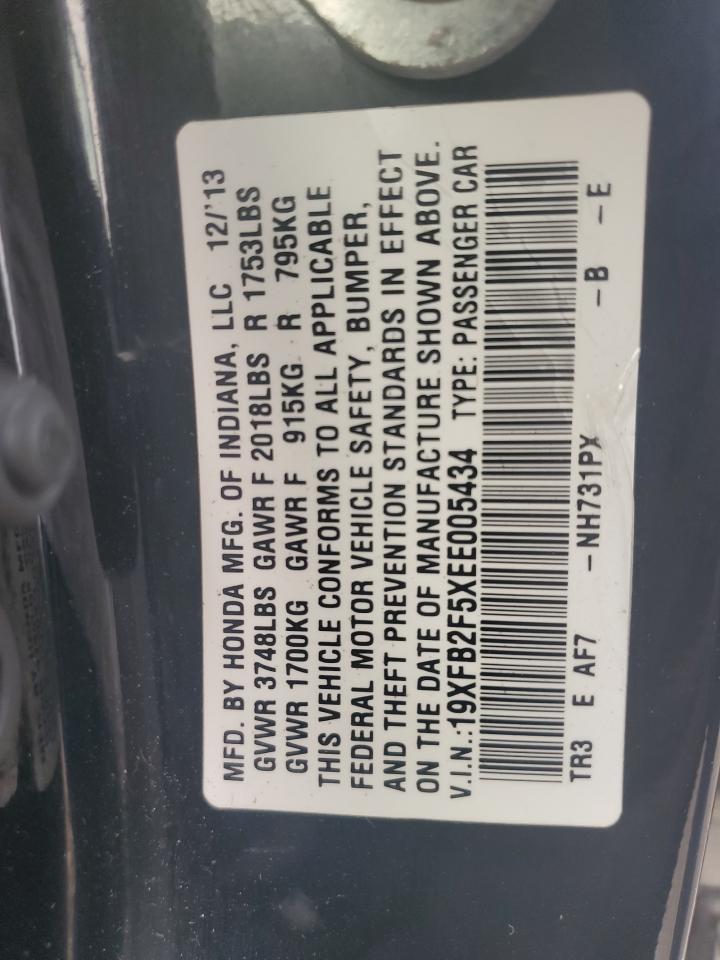 MFD. BY HONDA MFG. OF INDIANA, LLC 12/'13
GVWR 3748LBS GAWR F 2018LBS R 1753LBS
GVWR 1700KG GAWR F 915KG R 795KG
THIS VEHICLE CONFORMS TO ALL APPLICABLE
FEDERAL MOTOR VEHICLE SAFETY, BUMPER,
AND THEFT PREVENTION STANDARDS IN EFFECT
ON THE DATE OF MANUFACTURE SHOWN ABOVE.
V.I.N.:19XFB2F5XEE005434 TYPE: PASSENGER CAR
TR3 E AF7 -NH731PX -B -E